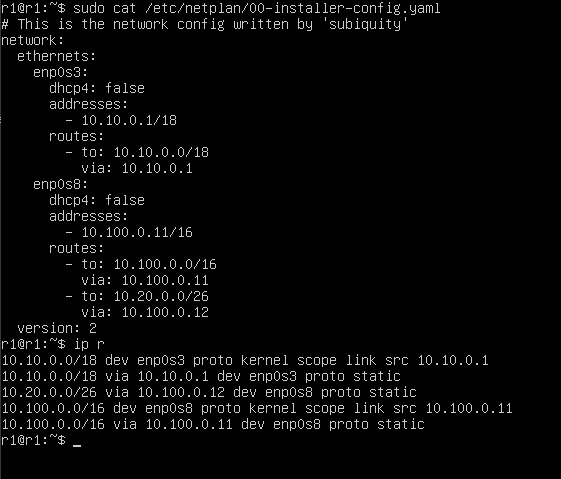 r1@r1:~$ sudo cat /etc/netplan/00-installer-config.yaml
# This is the network config written by 'subiquity'
network:
  ethernets:
    enp0s3:
      dhcp4: false
      addresses:
        - 10.10.0.1/18
      routes:
        - to: 10.10.0.0/18
          via: 10.10.0.1
    enp0s8:
      dhcp4: false
      addresses:
        - 10.100.0.11/16
      routes:
        - to: 10.100.0.0/16
          via: 10.100.0.11
        - to: 10.20.0.0/26
          via: 10.100.0.12
  version: 2
r1@r1:~$ ip r
10.10.0.0/18 dev enp0s3 proto kernel scope link src 10.10.0.1
10.10.0.0/18 via 10.10.0.1 dev enp0s3 proto static
10.20.0.0/26 via 10.100.0.12 dev enp0s8 proto static
10.100.0.0/16 dev enp0s8 proto kernel scope link src 10.100.0.11
10.100.0.0/16 via 10.100.0.11 dev enp0s8 proto static
r1@r1:~$ _